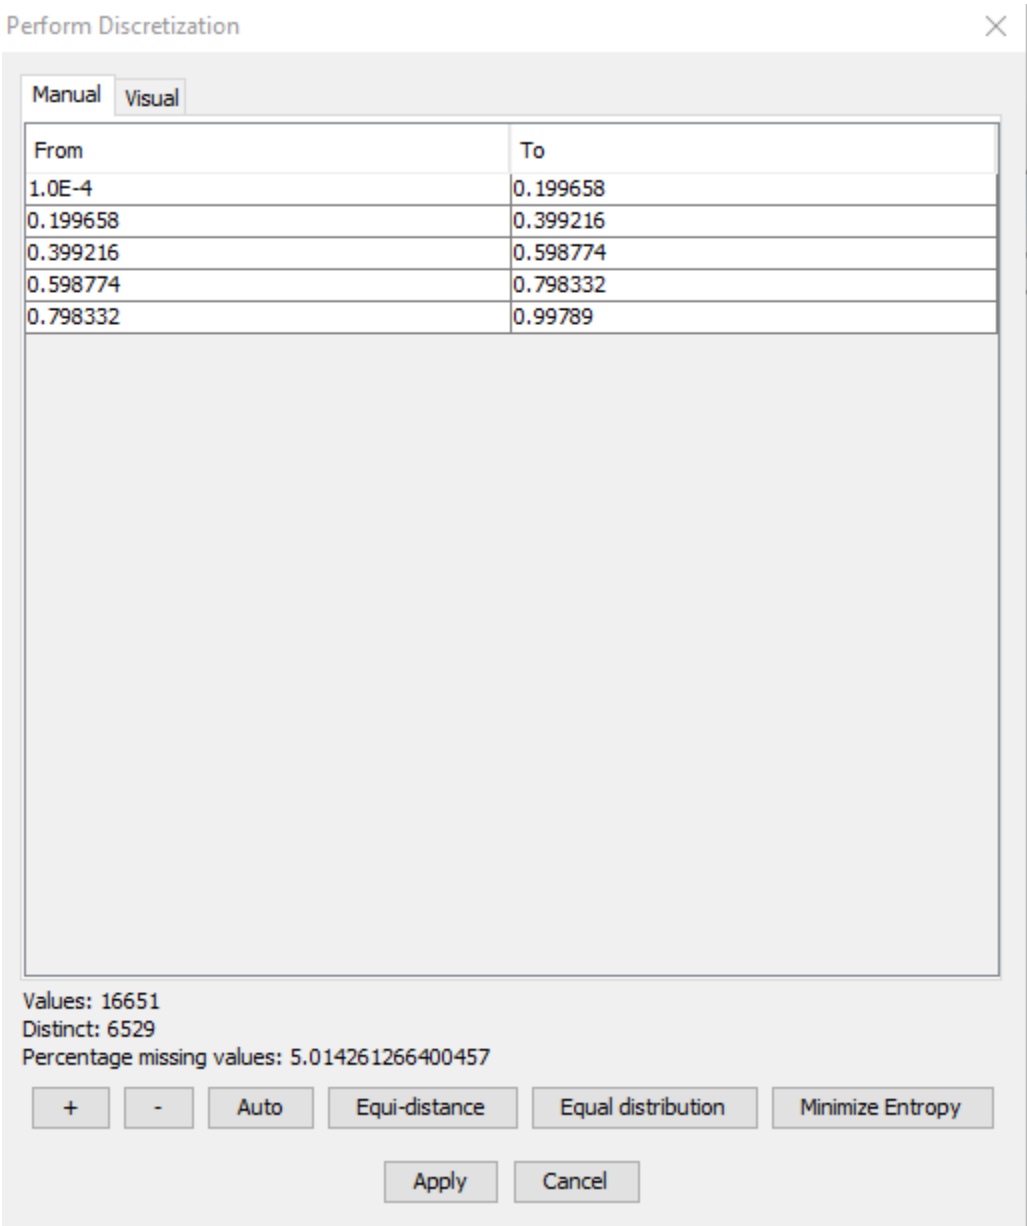 Perform Discretization
Manual Visual
From To
1.0E-4 0.199658
0.199658 0.399216
0.399216 0.598774
0.598774 0.798332
0.798332 0.99789
Values: 16651
Distinct: 6529
Percentage missing values: 5.014261266400457
+ - Auto Equi-distance Equal distribution Minimize Entropy
Apply Cancel